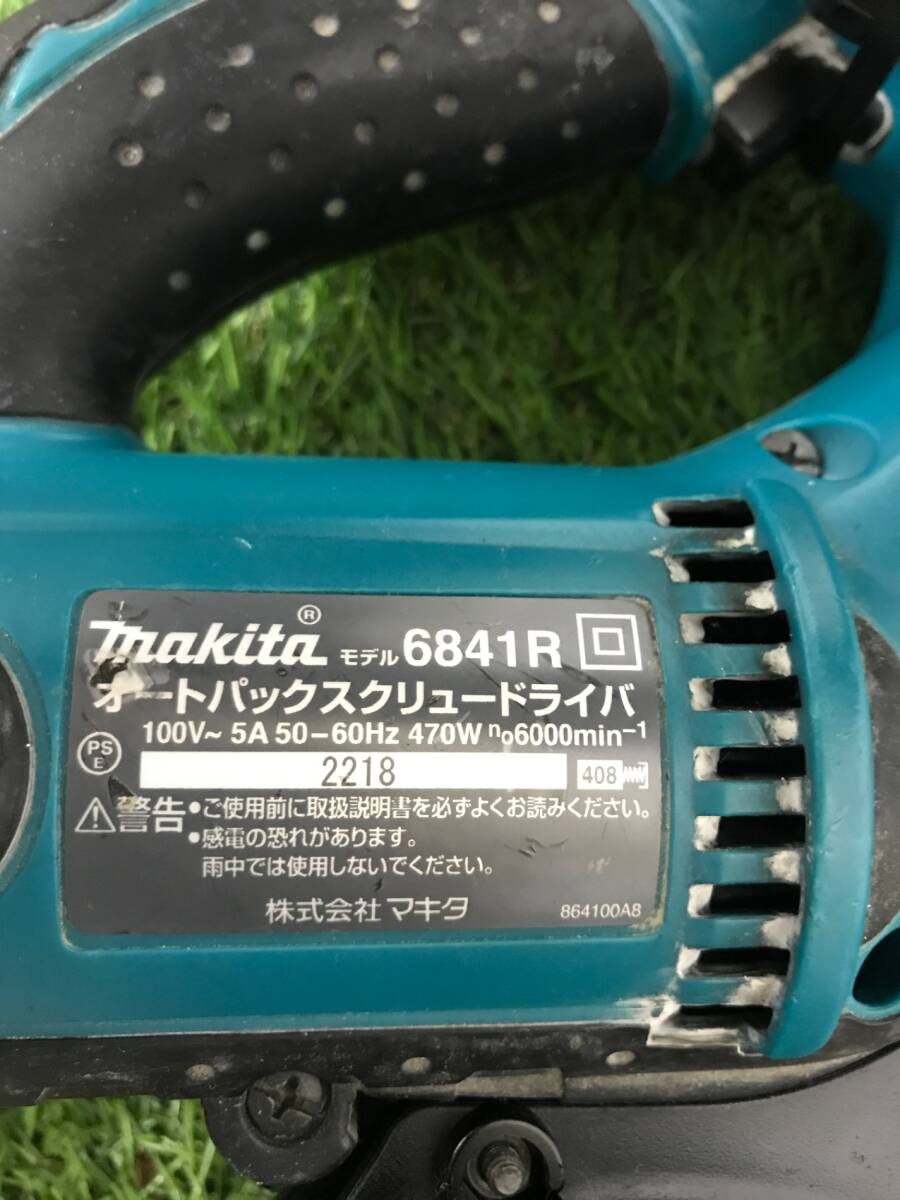 makita® モデル 6841R
オートパックスクリュードライバ
100V~ 5A 50-60Hz 470W n₀6000min⁻¹
PS
E
2218
408
警告 •ご使用前に取扱説明書を必ずよくお読みください。
•感電の恐れがあります。
雨中では使用しないでください。
株式会社 マキタ 864100A8